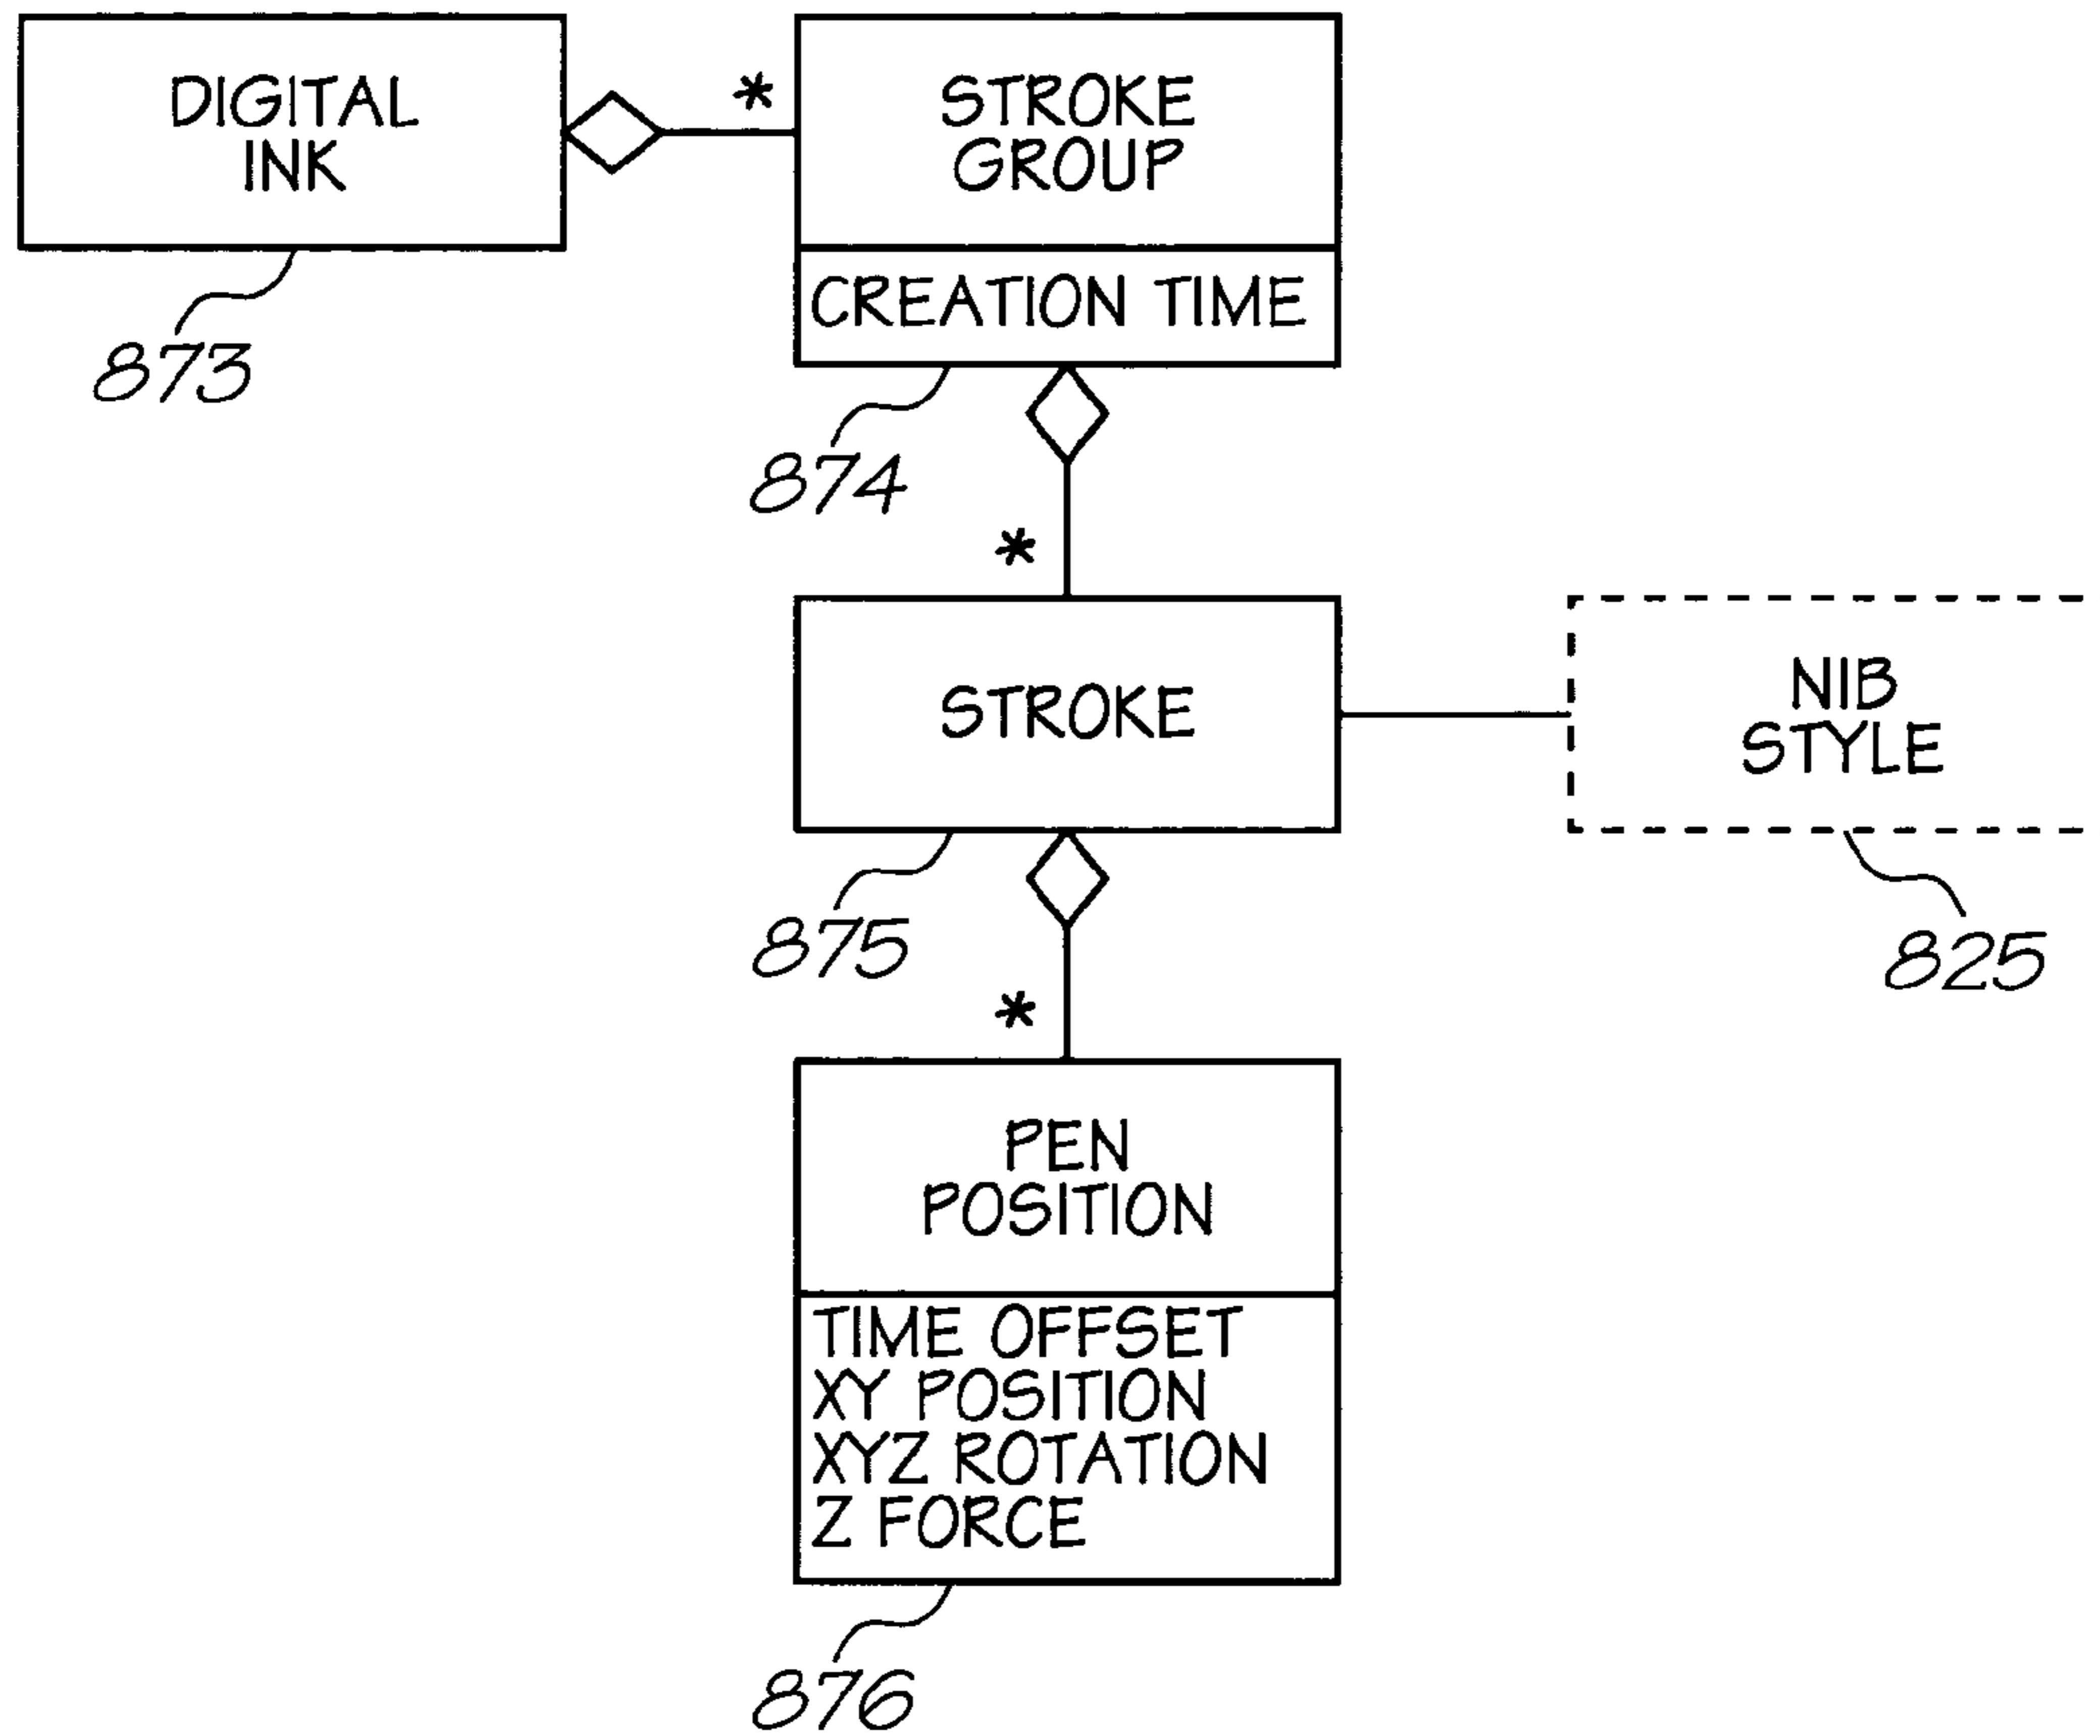 DIGITAL
INK
873
*
STROKE
GROUP
CREATION TIME
874
*
STROKE
875
NIB
STYLE
825
*
PEN
POSITION
TIME OFFSET
XY POSITION
XYZ ROTATION
Z FORCE
876